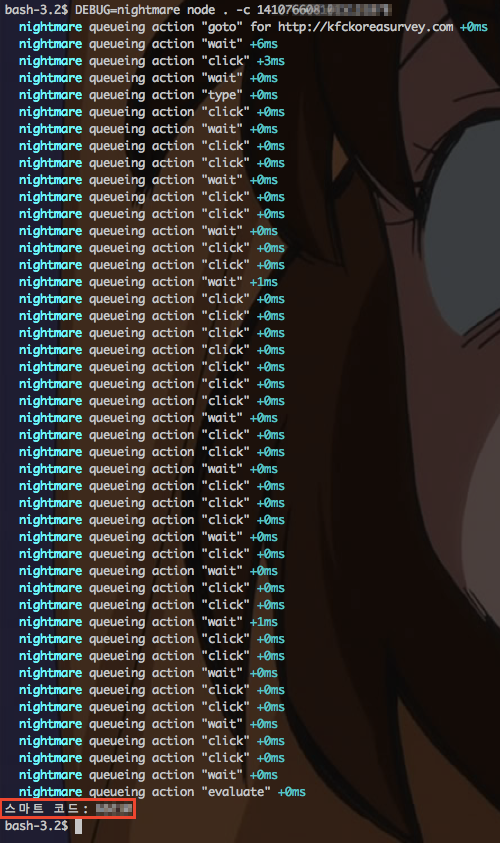 bash-3.2$ DEBUG=nightmare node . -c
nightmare queueing action "goto" for http://kfckoreasurvey.com +0ms
nightmare queueing action "wait" +6ms
nightmare queueing action "click" +3ms
nightmare queueing action "wait" +0ms
nightmare queueing action "type" +0ms
nightmare queueing action "click" +0ms
nightmare queueing action "wait" +0ms
nightmare queueing action "click" +0ms
nightmare queueing action "click" +0ms
nightmare queueing action "wait" +0ms
nightmare queueing action "click" +0ms
nightmare queueing action "click" +0ms
nightmare queueing action "wait" +0ms
nightmare queueing action "click" +0ms
nightmare queueing action "click" +0ms
nightmare queueing action "wait" +1ms
nightmare queueing action "click" +0ms
nightmare queueing action "click" +0ms
nightmare queueing action "click" +0ms
nightmare queueing action "click" +0ms
nightmare queueing action "click" +0ms
nightmare queueing action "click" +0ms
nightmare queueing action "click" +0ms
nightmare queueing action "wait" +0ms
nightmare queueing action "click" +0ms
nightmare queueing action "click" +0ms
nightmare queueing action "wait" +0ms
nightmare queueing action "click" +0ms
nightmare queueing action "click" +0ms
nightmare queueing action "click" +0ms
nightmare queueing action "wait" +0ms
nightmare queueing action "click" +0ms
nightmare queueing action "wait" +0ms
nightmare queueing action "click" +0ms
nightmare queueing action "click" +0ms
nightmare queueing action "wait" +1ms
nightmare queueing action "click" +0ms
nightmare queueing action "click" +0ms
nightmare queueing action "wait" +0ms
nightmare queueing action "click" +0ms
nightmare queueing action "click" +0ms
nightmare queueing action "wait" +0ms
nightmare queueing action "click" +0ms
nightmare queueing action "click" +0ms
nightmare queueing action "wait" +0ms
nightmare queueing action "evaluate" +0ms
스마트 코드:
bash-3.2$